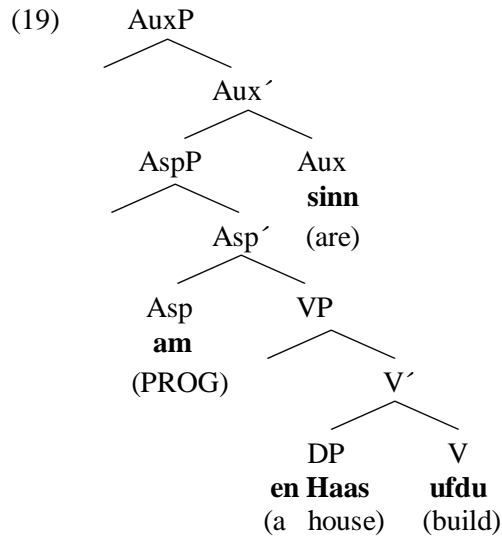 (19) AuxP
Aux´
AspP Aux
sinn
Asp´ (are)
Asp VP
am
(PROG) V´
DP V
en Haas ufdu
(a house) (build)